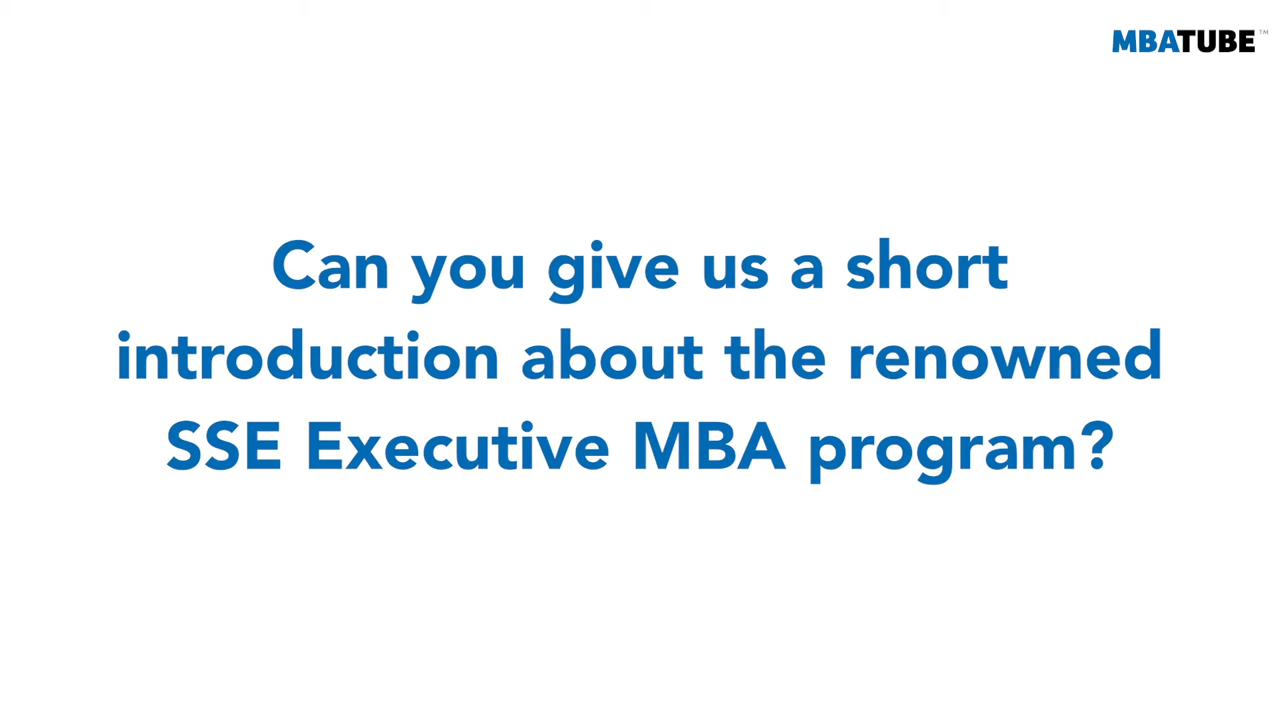 MBATUBE™
Can you give us a short
introduction about the renowned
SSE Executive MBA program?